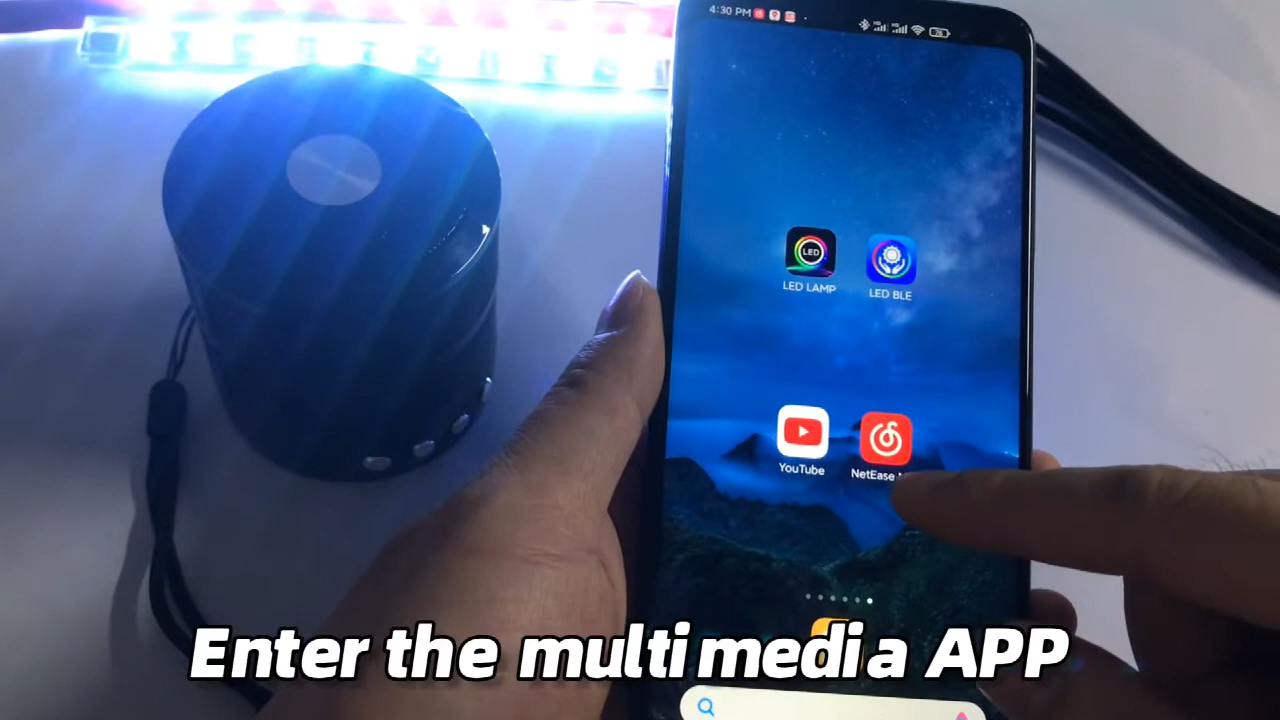 4:30 PM
LED
LED LAMP
LED BLE
YouTube
NetEase
Enter the multimedia APP